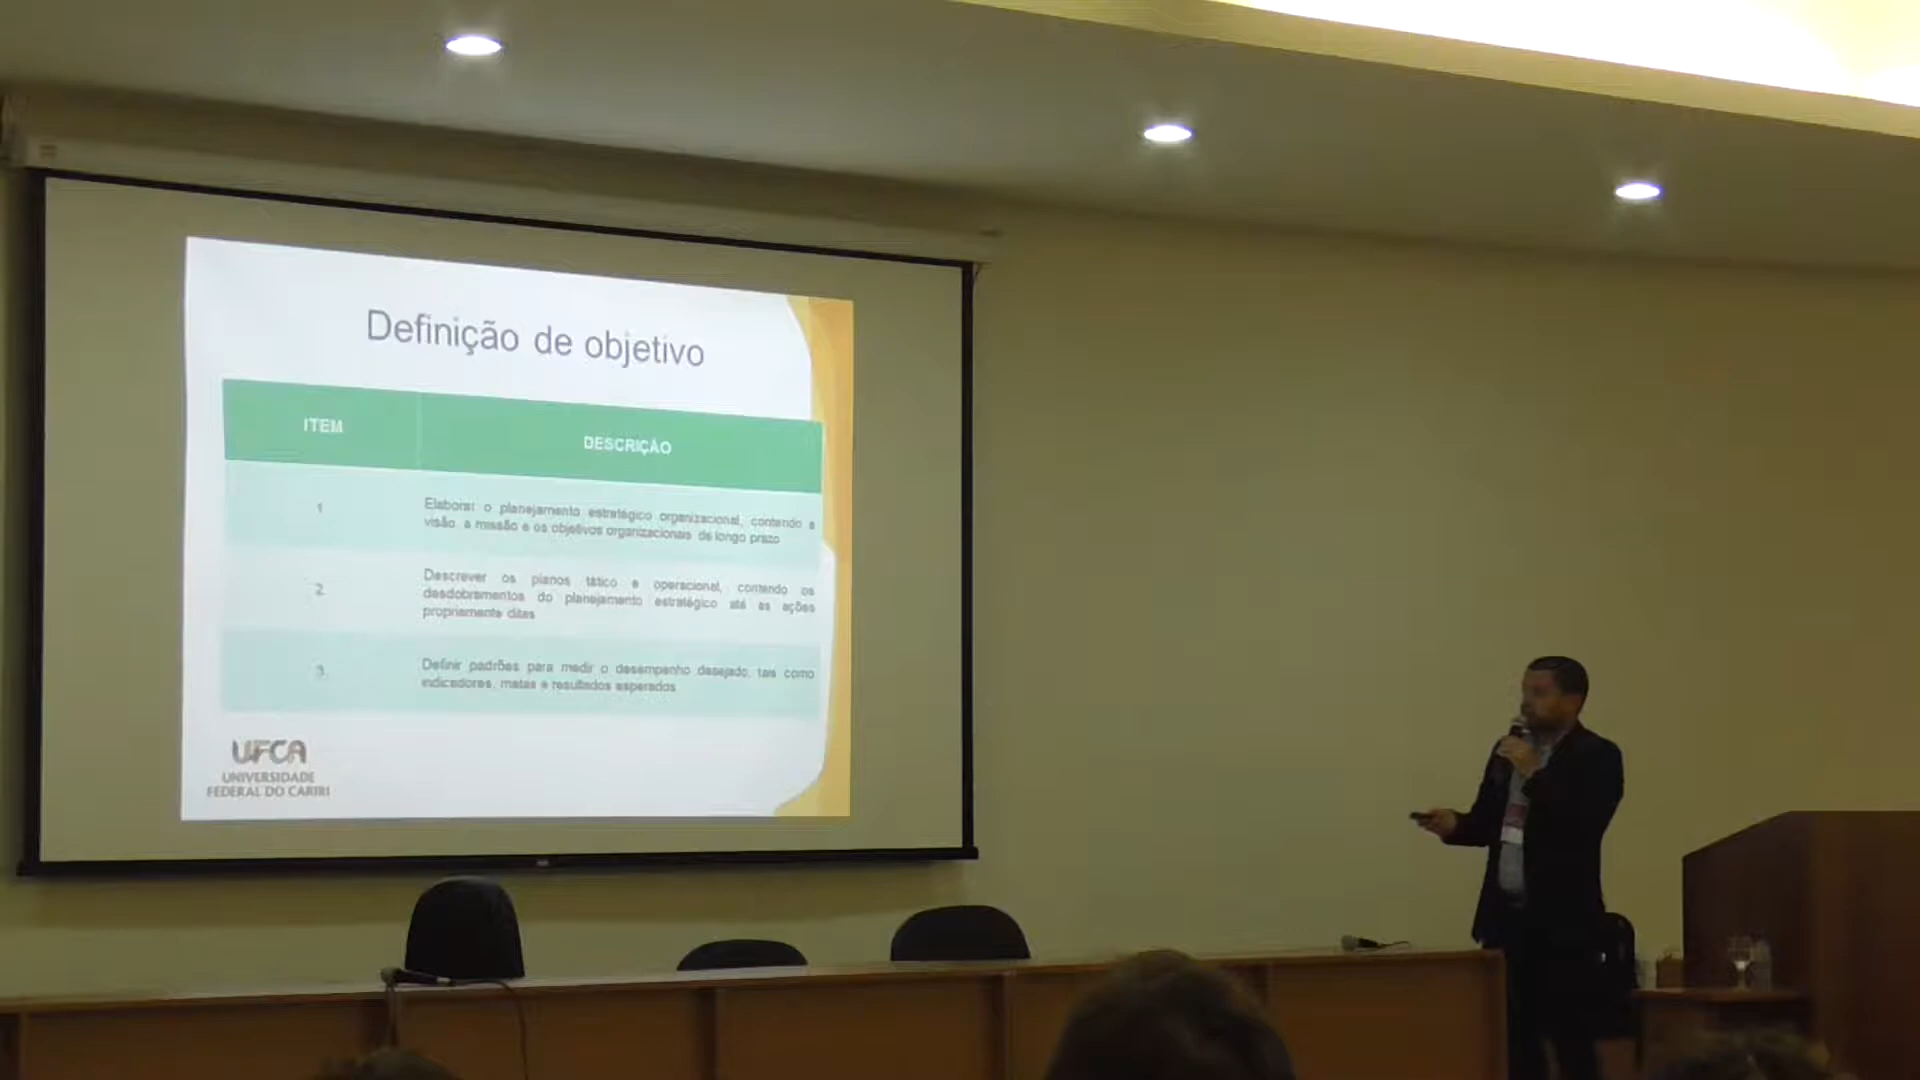 Definição de objetivo
ITEM
DESCRIÇÃO
1
Elaborar o planejamento estratégico organizacional, contendo a
visão, a missão e os objetivos organizacionais de longo prazo
2
Descrever os planos tático e operacional, contendo os
desdobramentos do planejamento estratégico até as ações
propriamente ditas
3
Definir padrões para medir o desempenho desejado, tais como
indicadores, metas e resultados esperados
UFCA
UNIVERSIDADE
FEDERAL DO CARIRI